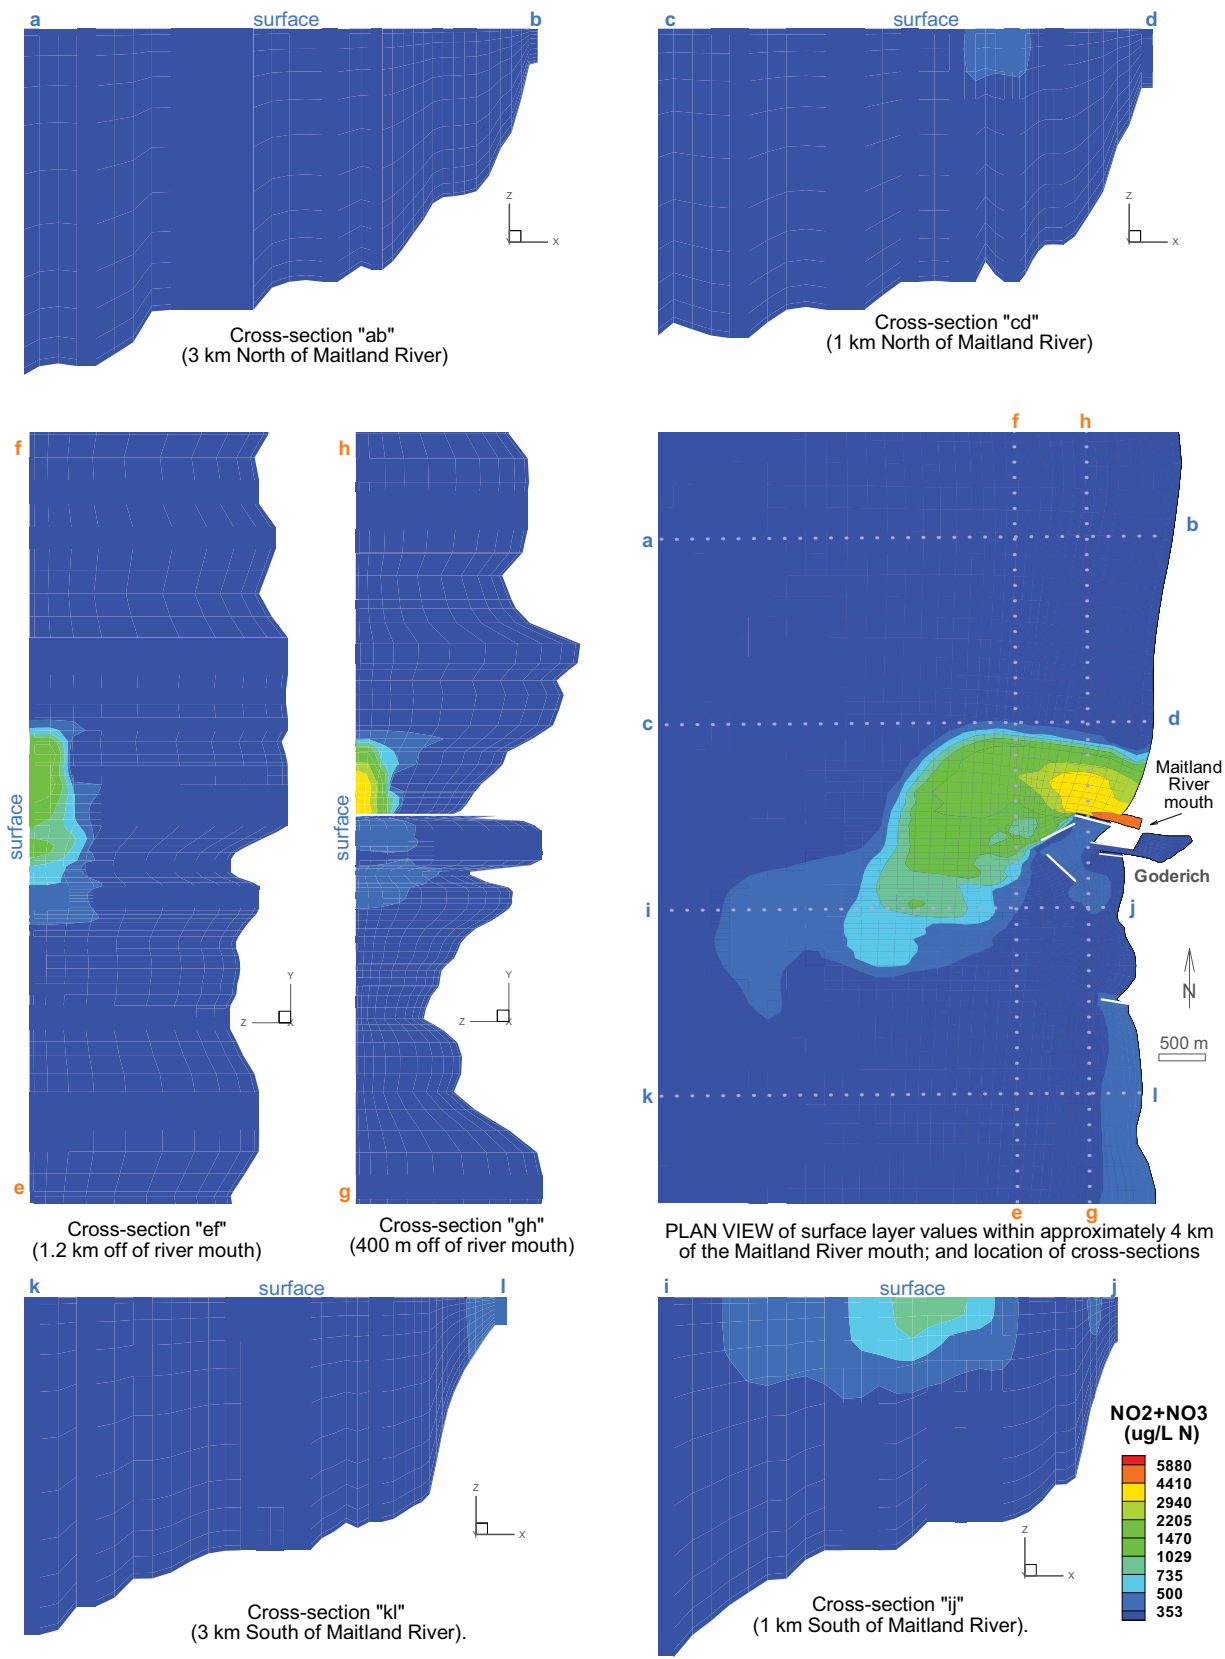 a
surface
b
c
surface
d
Z
X
Y
Z
X
Y
Cross-section "ab"
(3 km North of Maitland River)
Cross-section "cd"
(1 km North of Maitland River)
f
h
f
h
a
b
c
d
Maitland
River
mouth
surface
surface
Goderich
i
j
N
500 m
Y
Z
X
Y
Z
X
k
l
e
g
e
g
Cross-section "ef"
(1.2 km off of river mouth)
Cross-section "gh"
(400 m off of river mouth)
PLAN VIEW of surface layer values within approximately 4 km
of the Maitland River mouth; and location of cross-sections
k
surface
l
i
surface
j
Z
X
Y
Z
X
Y
NO2+NO3
(ug/L N)
5880
4410
2940
2205
1470
1029
735
500
353
Cross-section "kl"
(3 km South of Maitland River).
Cross-section "ij"
(1 km South of Maitland River).